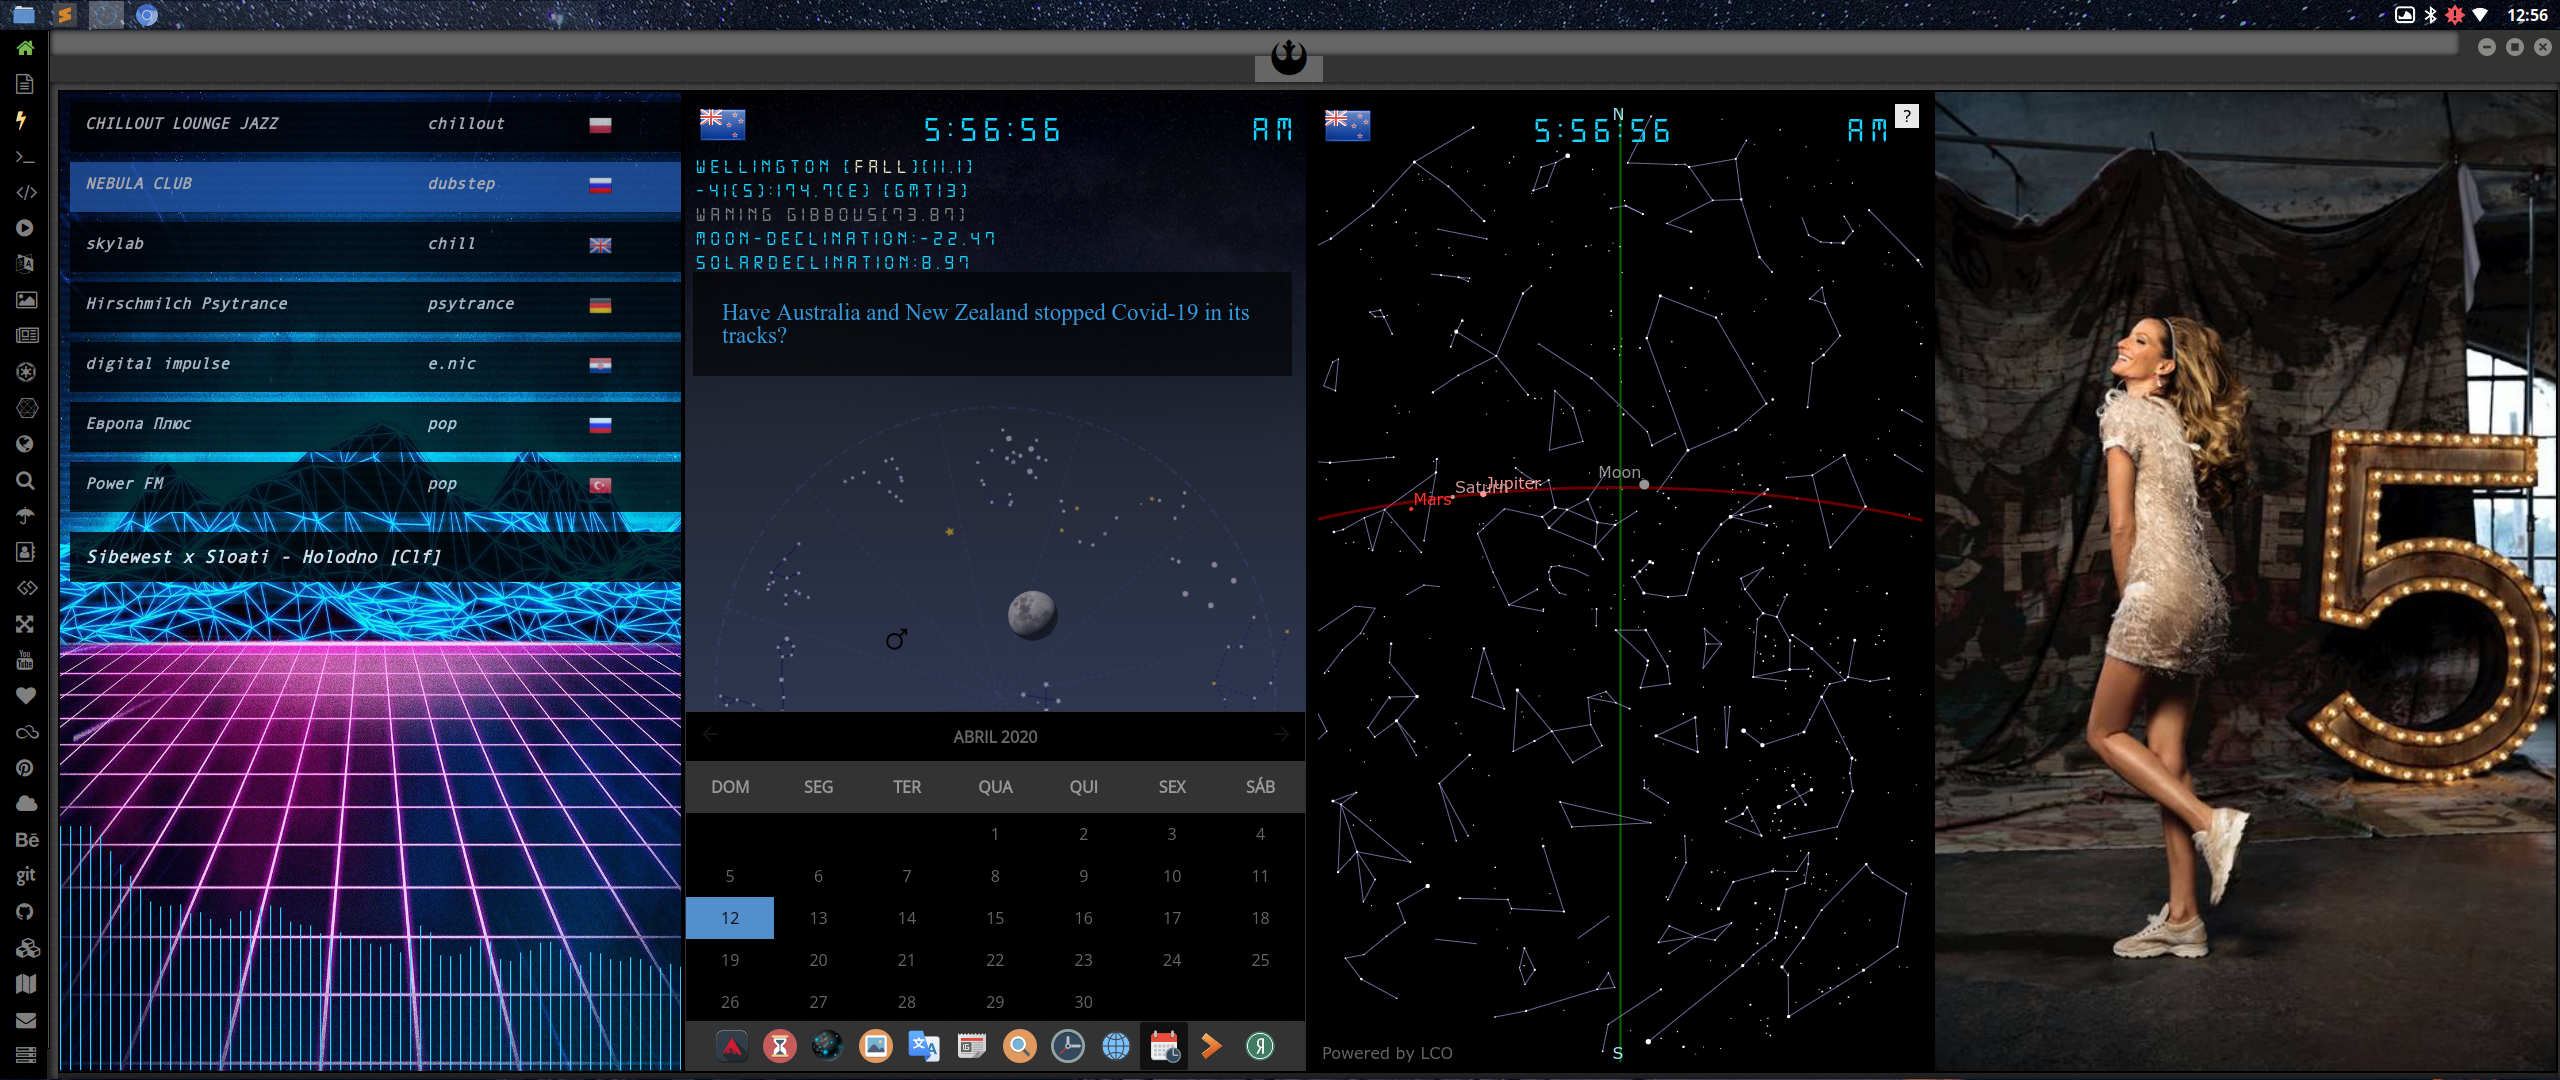 12:56
CHILLOUT LOUNGE JAZZ chillout
NEBULA CLUB dubstep
skylab chill
Hirschmilch Psytrance psytrance
digital impulse e.nic
Европа Плюс pop
Power FM pop
Sibewest x Sloati - Holodno [Clf]
You
Tube
Bē
git
5:56:56 AM
WELLINGTON [FALL][11.1]
-41(S):174.7(E) [GMT13]
WANING GIBBOUS[73.87]
MOON-DECLINATION:-22.47
SOLARDECLINATION:8.97
Have Australia and New Zealand stopped Covid-19 in its
tracks?
ABRIL 2020
DOM SEG TER QUA QUI SEX SÁB
1 2 3 4
5 6 7 8 9 10 11
12 13 14 15 16 17 18
19 20 21 22 23 24 25
26 27 28 29 30
N
5:56:56 AM
?
Moon
Jupiter
Saturn
Mars
S
Powered by LCO
5